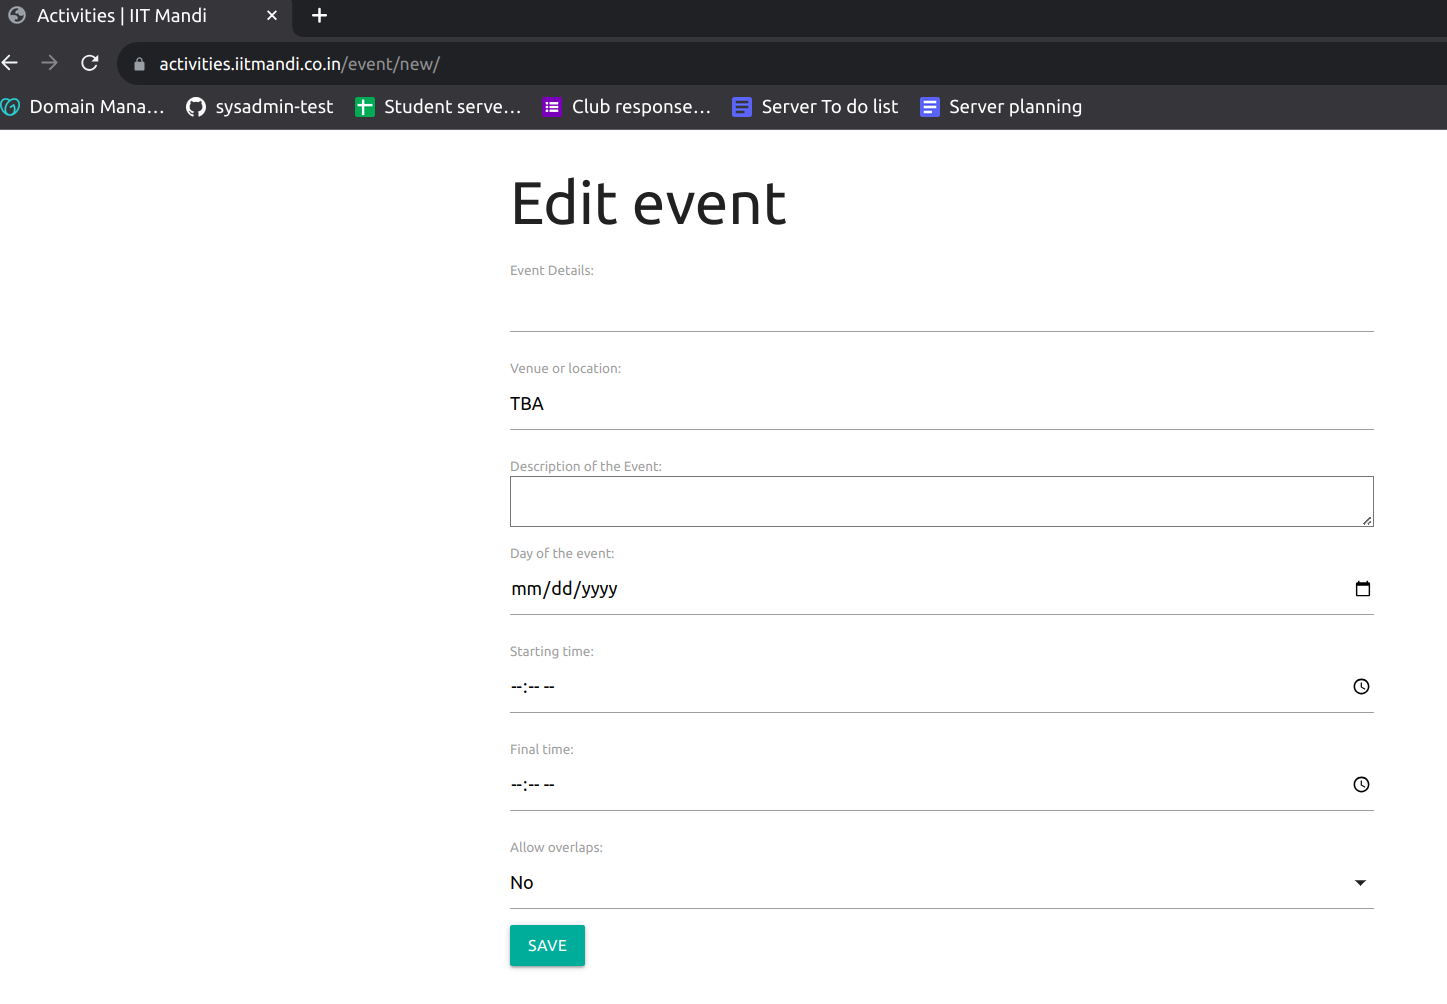 Activities | IIT Mandi
activities.iitmandi.co.in/event/new/
Domain Mana... sysadmin-test Student serve... Club response... Server To do list Server planning
Edit event
Event Details:
Venue or location:
TBA
Description of the Event:
Day of the event:
mm/dd/yyyy
Starting time:
--:-- --
Final time:
--:-- --
Allow overlaps:
No
SAVE